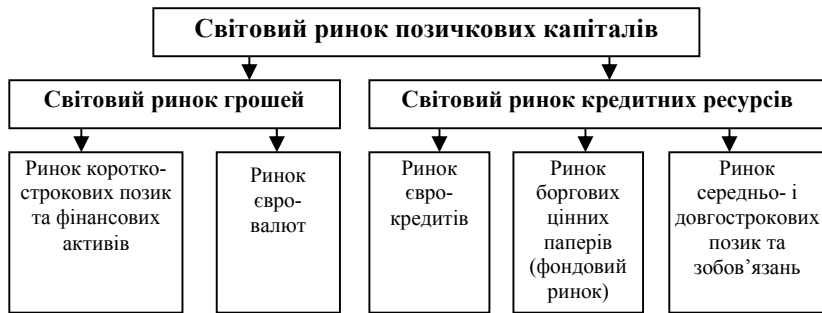 Світовий ринок позичкових капіталів
Світовий ринок грошей
Світовий ринок кредитних ресурсів
Ринок коротко-
строкових позик
та фінансових
активів
Ринок
євро-
валют
Ринок
євро-
кредитів
Ринок
боргових
цінних
паперів
(фондовий
ринок)
Ринок
середньо- і
довгострокових
позик та
зобов’язань